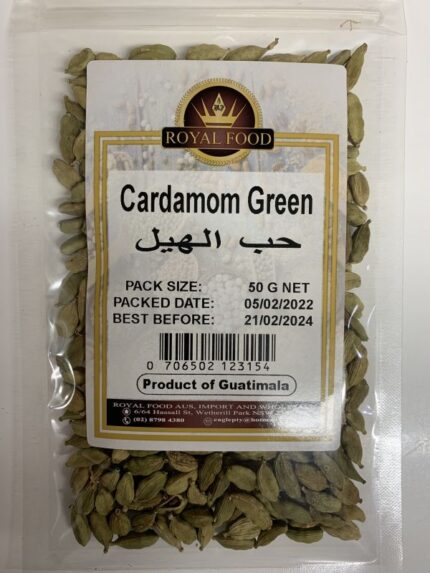 ROYAL FOOD
Cardamom Green
حب الهيل
PACK SIZE: 50 G NET
PACKED DATE: 05/02/2022
BEST BEFORE: 21/02/2024
0 706502 123154
Product of Guatimala
ROYAL FOOD AUS, IMPORT AND
6/64 Hassall St, Wetherill Park
(02) 8798 4380